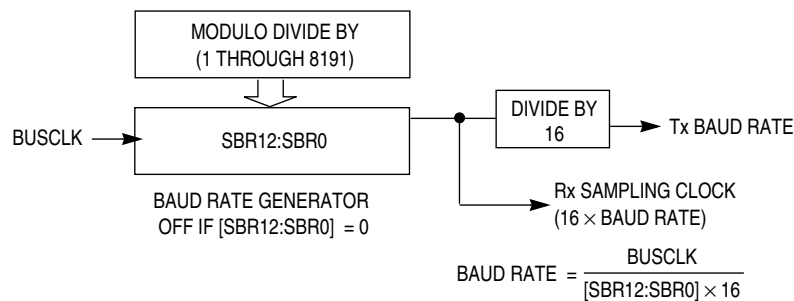 MODULO DIVIDE BY
(1 THROUGH 8191)
BUSCLK
SBR12:SBR0
DIVIDE BY
16
Tx BAUD RATE
BAUD RATE GENERATOR
OFF IF [SBR12:SBR0] = 0
Rx SAMPLING CLOCK
(16 × BAUD RATE)
BAUD RATE =
BUSCLK
[SBR12:SBR0] × 16